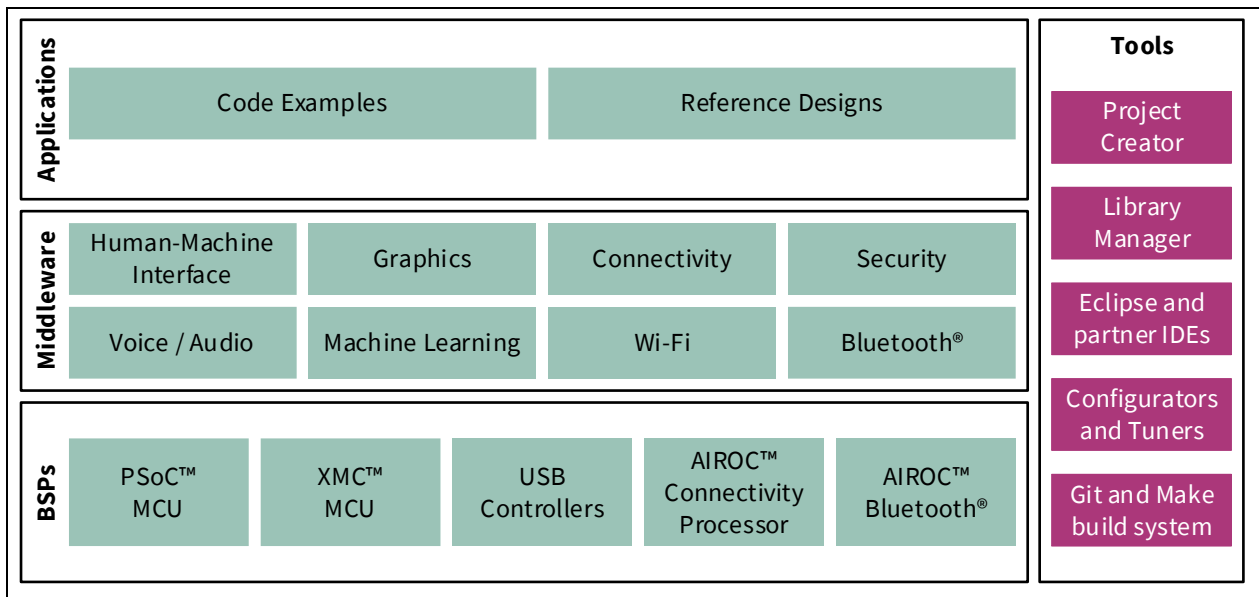 Applications
Code Examples
Reference Designs
Middleware
Human-Machine
Interface
Graphics
Connectivity
Security
Voice / Audio
Machine Learning
Wi-Fi
Bluetooth®
BSPs
PSoC™
MCU
XMC™
MCU
USB
Controllers
AIROC™
Connectivity
Processor
AIROC™
Bluetooth®
Tools
Project
Creator
Library
Manager
Eclipse and
partner IDEs
Configurators
and Tuners
Git and Make
build system